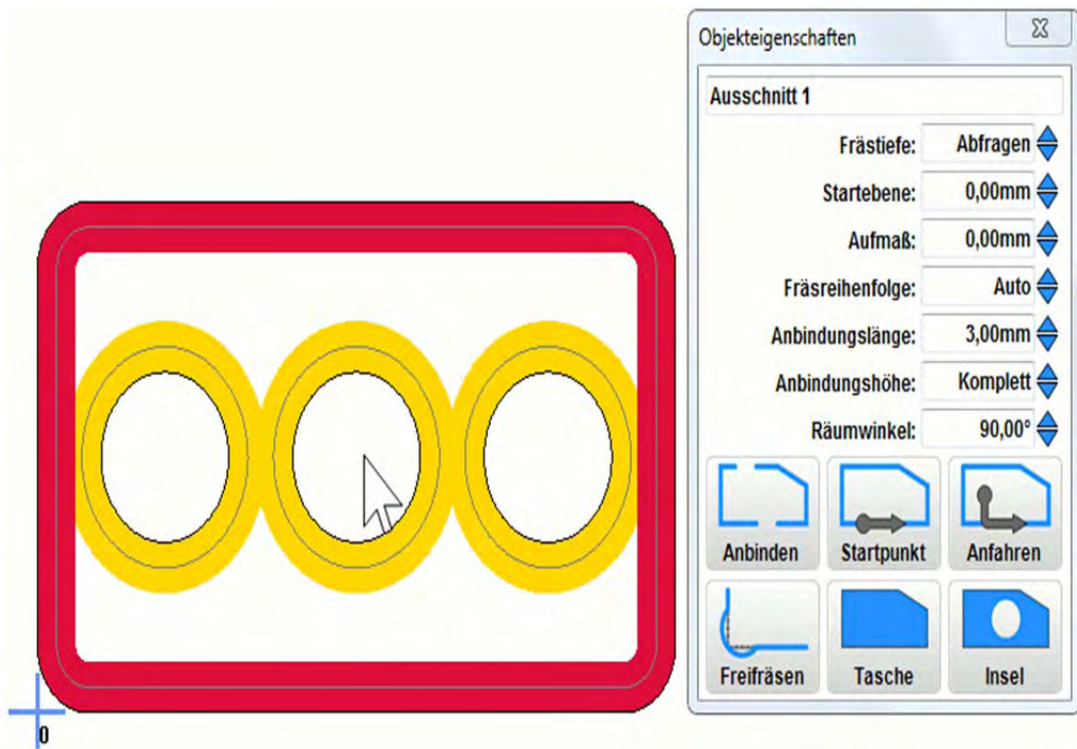 Objekteigenschaften
Ausschnitt 1
Frästiefe: Abfragen
Startebene: 0,00mm
Aufmaß: 0,00mm
Fräsreihenfolge: Auto
Anbindungslänge: 3,00mm
Anbindungshöhe: Komplett
Räumwinkel: 90,00°
Anbinden Startpunkt Anfahren
Freifräsen Tasche Insel
0